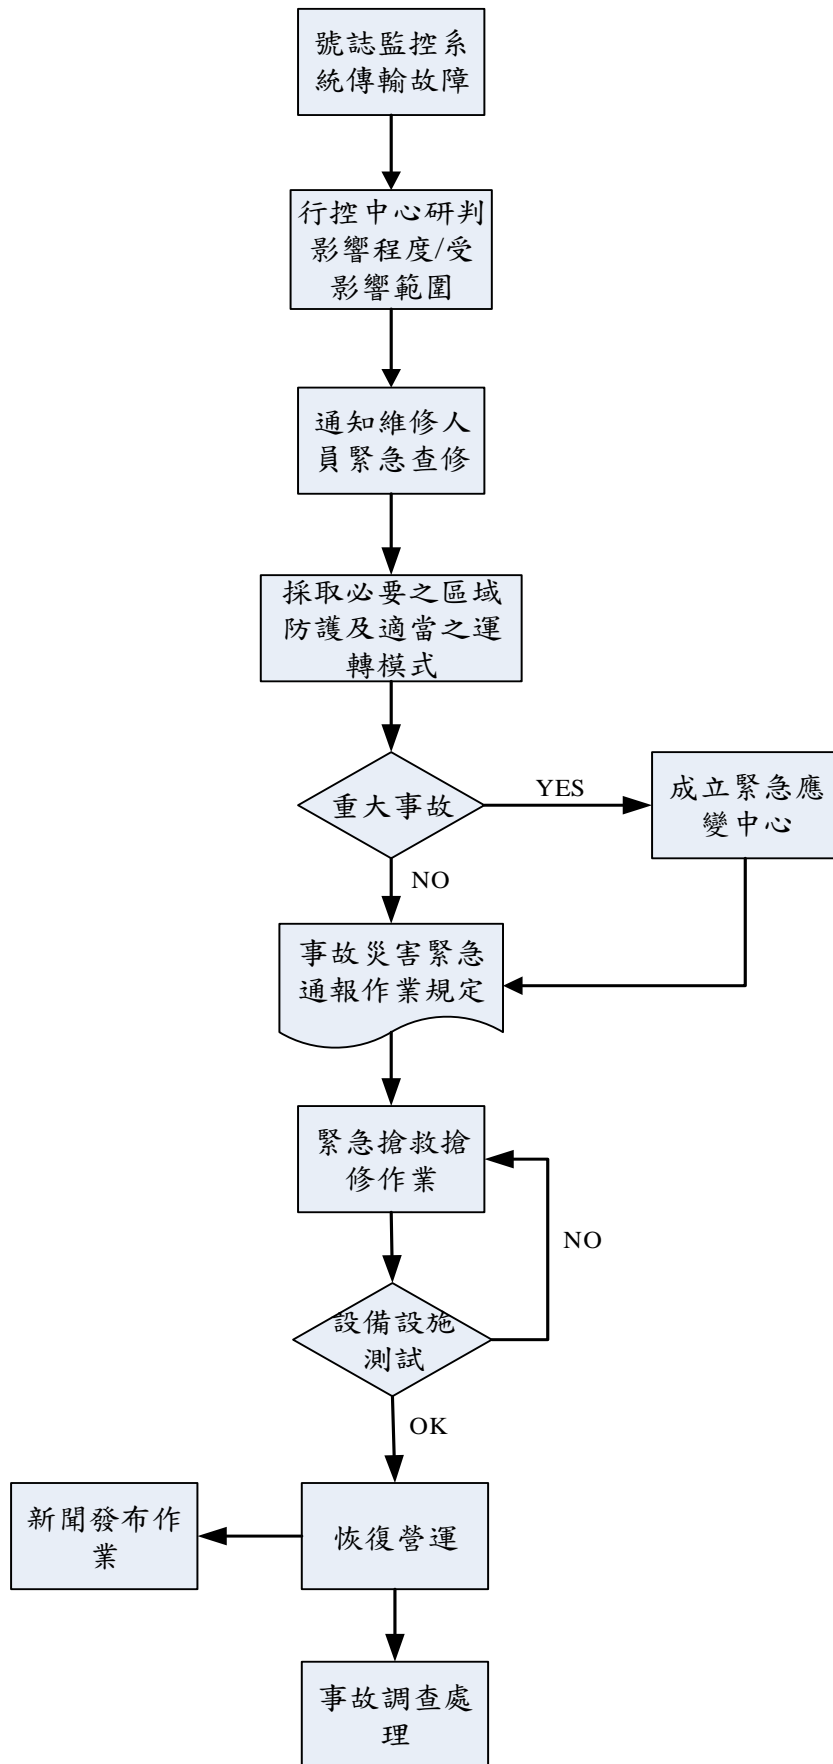 號誌監控系
統傳輸故障
行控中心研判
影響程度/受
影響範圍
通知維修人
員緊急查修
採取必要之區域
防護及適當之運
轉模式
重大事故
YES
成立緊急應
變中心
NO
事故災害緊急
通報作業規定
緊急搶救搶
修作業
NO
設備設施
測試
OK
新聞發布作
業
恢復營運
事故調查處
理